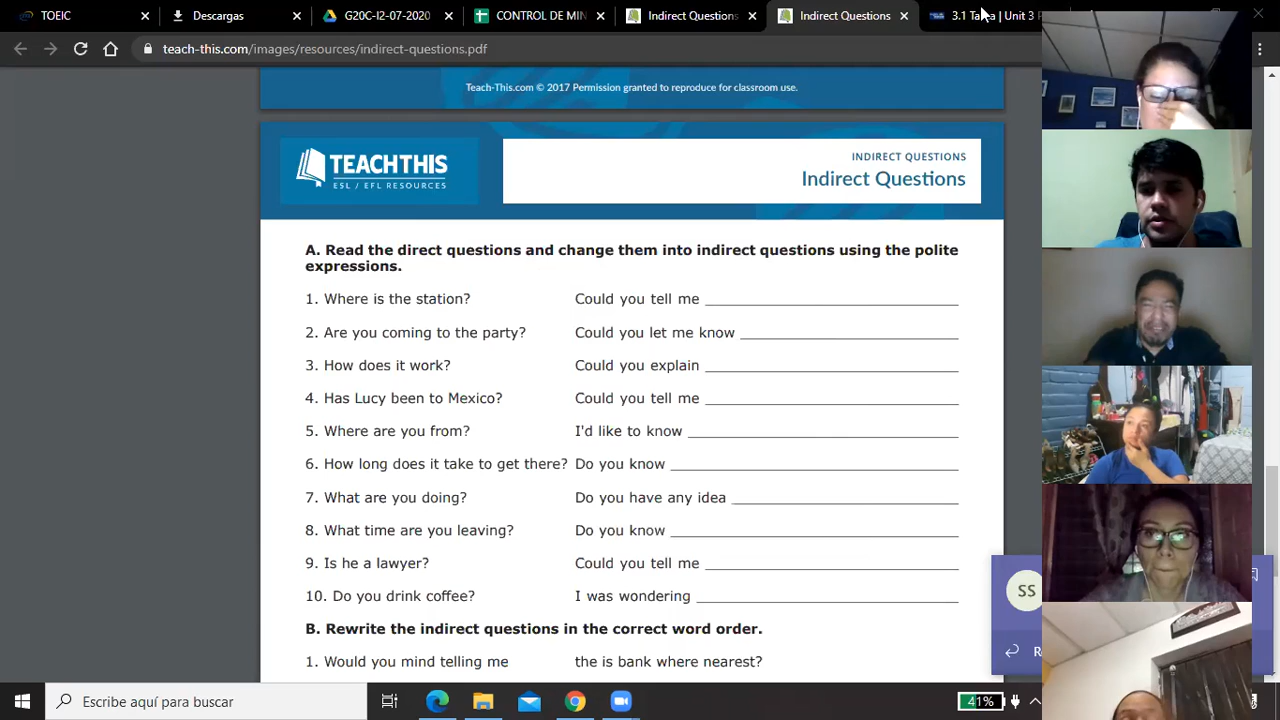 TOEIC
Descargas
G20C-I2-07-2020
CONTROL DE MIN
Indirect Questions
Indirect Questions
3.1 Ta
| Unit 3
teach-this.com/images/resources/indirect-questions.pdf
Teach-This.com © 2017 Permission granted to reproduce for classroom use.
TEACHTHIS
ESL / EFL RESOURCES
INDIRECT QUESTIONS
Indirect Questions
A. Read the direct questions and change them into indirect questions using the polite
expressions.
1. Where is the station? Could you tell me
2. Are you coming to the party? Could you let me know
3. How does it work? Could you explain
4. Has Lucy been to Mexico? Could you tell me
5. Where are you from? I'd like to know
6. How long does it take to get there? Do you know
7. What are you doing? Do you have any idea
8. What time are you leaving? Do you know
9. Is he a lawyer? Could you tell me
10. Do you drink coffee? I was wondering
SS
B. Rewrite the indirect questions in the correct word order.
1. Would you mind telling me the is bank where nearest?
Escribe aquí para buscar
41%